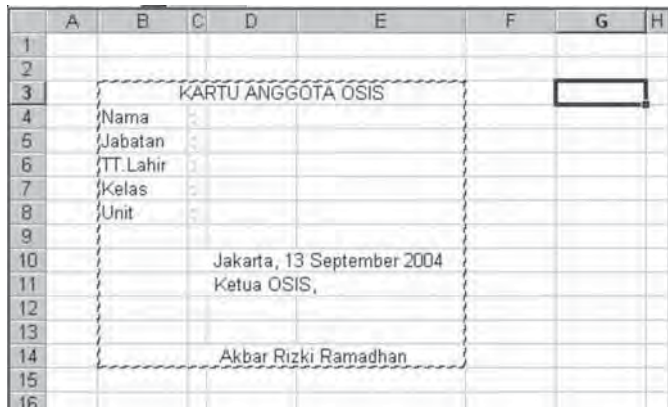 A B C D E F G H
1
2
3 KARTU ANGGOTA OSIS
4 Nama :
5 Jabatan :
6 TT.Lahir :
7 Kelas :
8 Unit :
9
10 Jakarta, 13 September 2004
11 Ketua OSIS,
12
13
14 Akbar Rizki Ramadhan
15
16